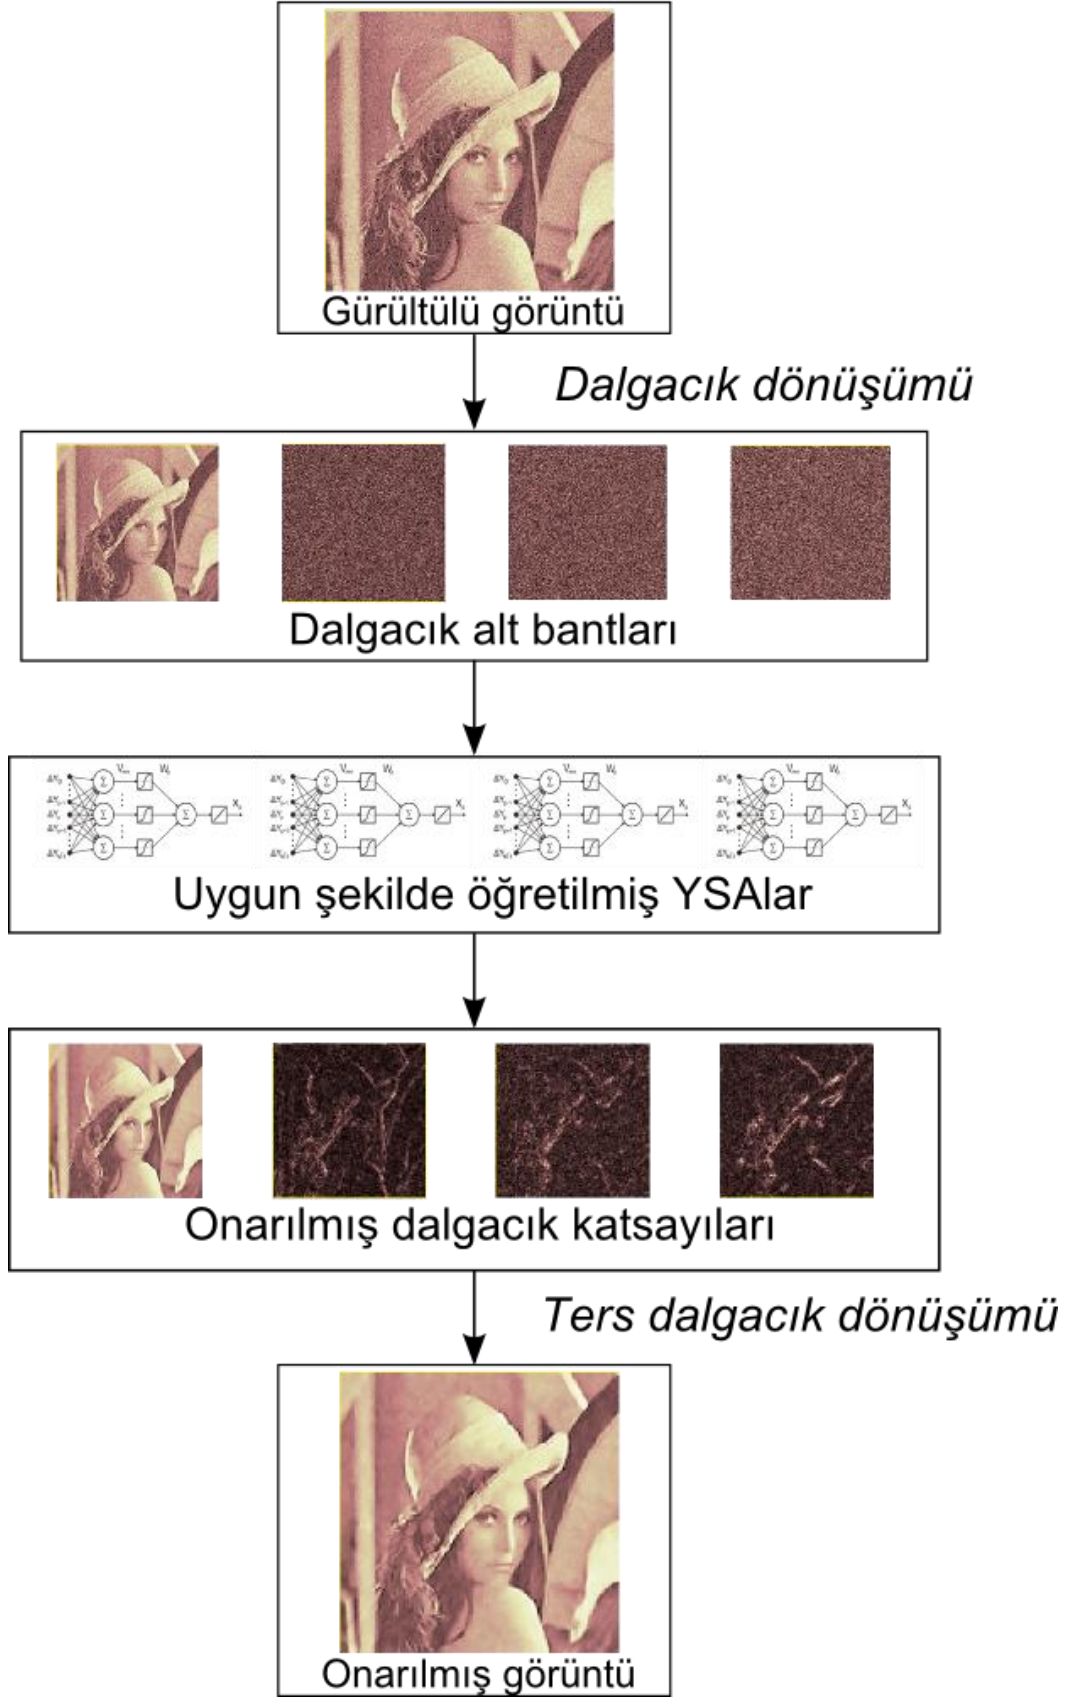 Gürültülü görüntü
Dalgacık dönüşümü
Dalgacık alt bantları
Uygun şekilde öğretilmiş YSAlar
Onarılmış dalgacık katsayıları
Ters dalgacık dönüşümü
Onarılmış görüntü